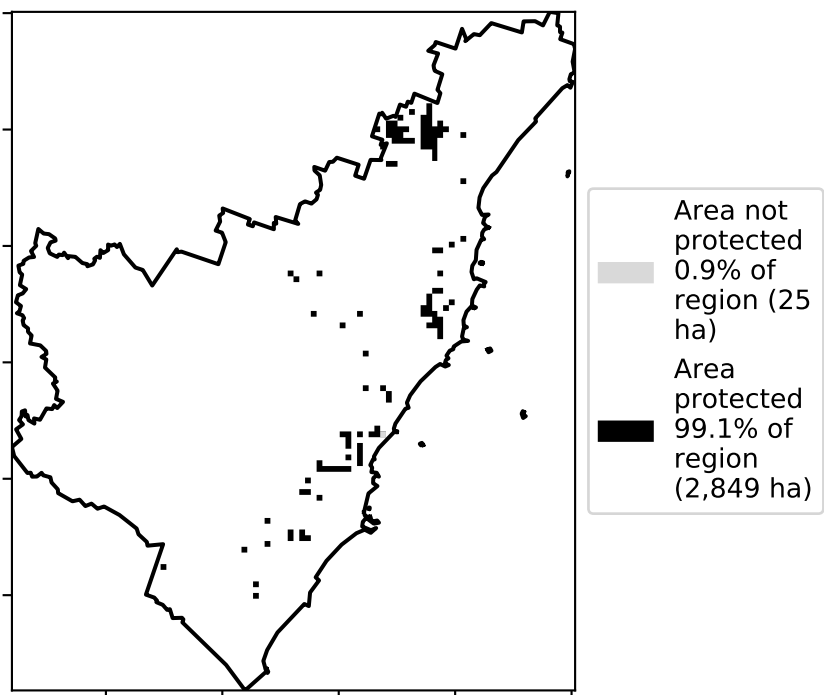 Area not
protected
0.9% of
region (25
ha)
Area
protected
99.1% of
region
(2,849 ha)